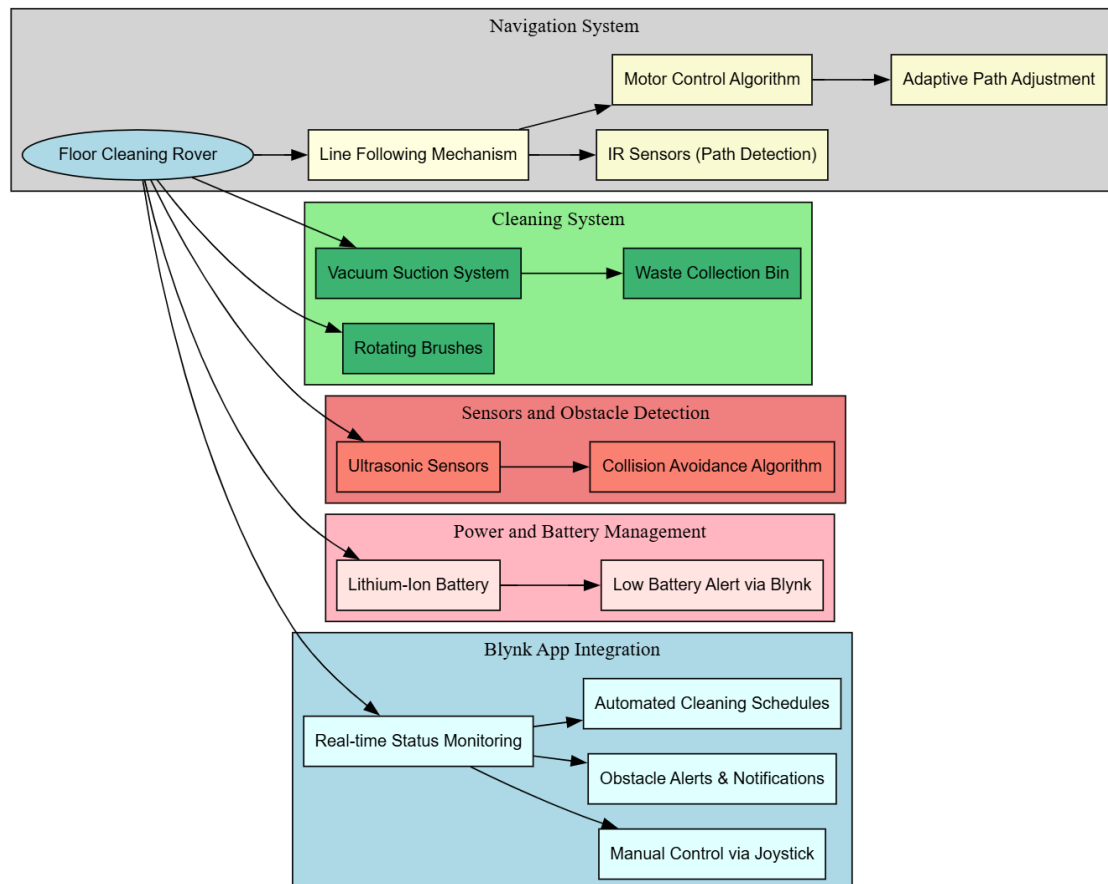 Navigation System
Motor Control Algorithm
Adaptive Path Adjustment
Floor Cleaning Rover
Line Following Mechanism
IR Sensors (Path Detection)
Cleaning System
Vacuum Suction System
Waste Collection Bin
Rotating Brushes
Sensors and Obstacle Detection
Ultrasonic Sensors
Collision Avoidance Algorithm
Power and Battery Management
Lithium-Ion Battery
Low Battery Alert via Blynk
Blynk App Integration
Automated Cleaning Schedules
Real-time Status Monitoring
Obstacle Alerts & Notifications
Manual Control via Joystick